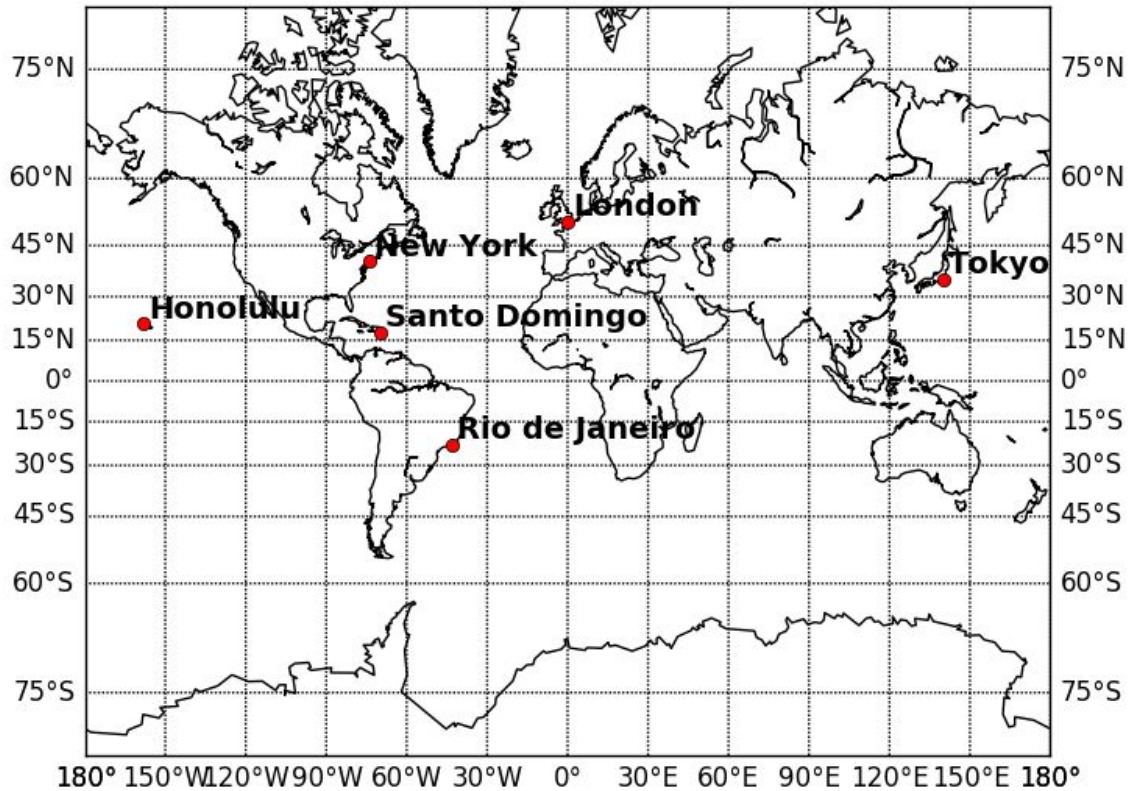 75°N 75°N
60°N 60°N
London
45°N New York 45°N
Tokyo
30°N Honolulu 30°N
Santo Domingo
15°N 15°N
0° 0°
15°S 15°S
Rio de Janeiro
30°S 30°S
45°S 45°S
60°S 60°S
75°S 75°S
180° 150°W 120°W 90°W 60°W 30°W 0° 30°E 60°E 90°E 120°E 150°E 180°